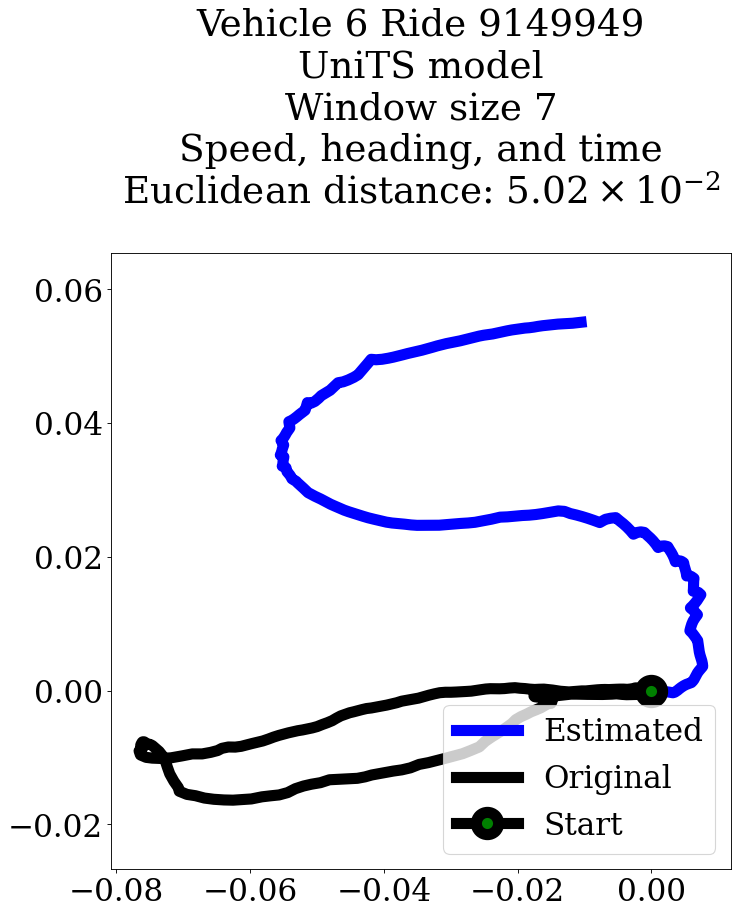 Vehicle 6 Ride 9149949
UniTS model
Window size 7
Speed, heading, and time
Euclidean distance: 5.02 × 10⁻²
0.06
0.04
0.02
0.00
−0.02
Estimated
Original
Start
−0.08 −0.06 −0.04 −0.02 0.00